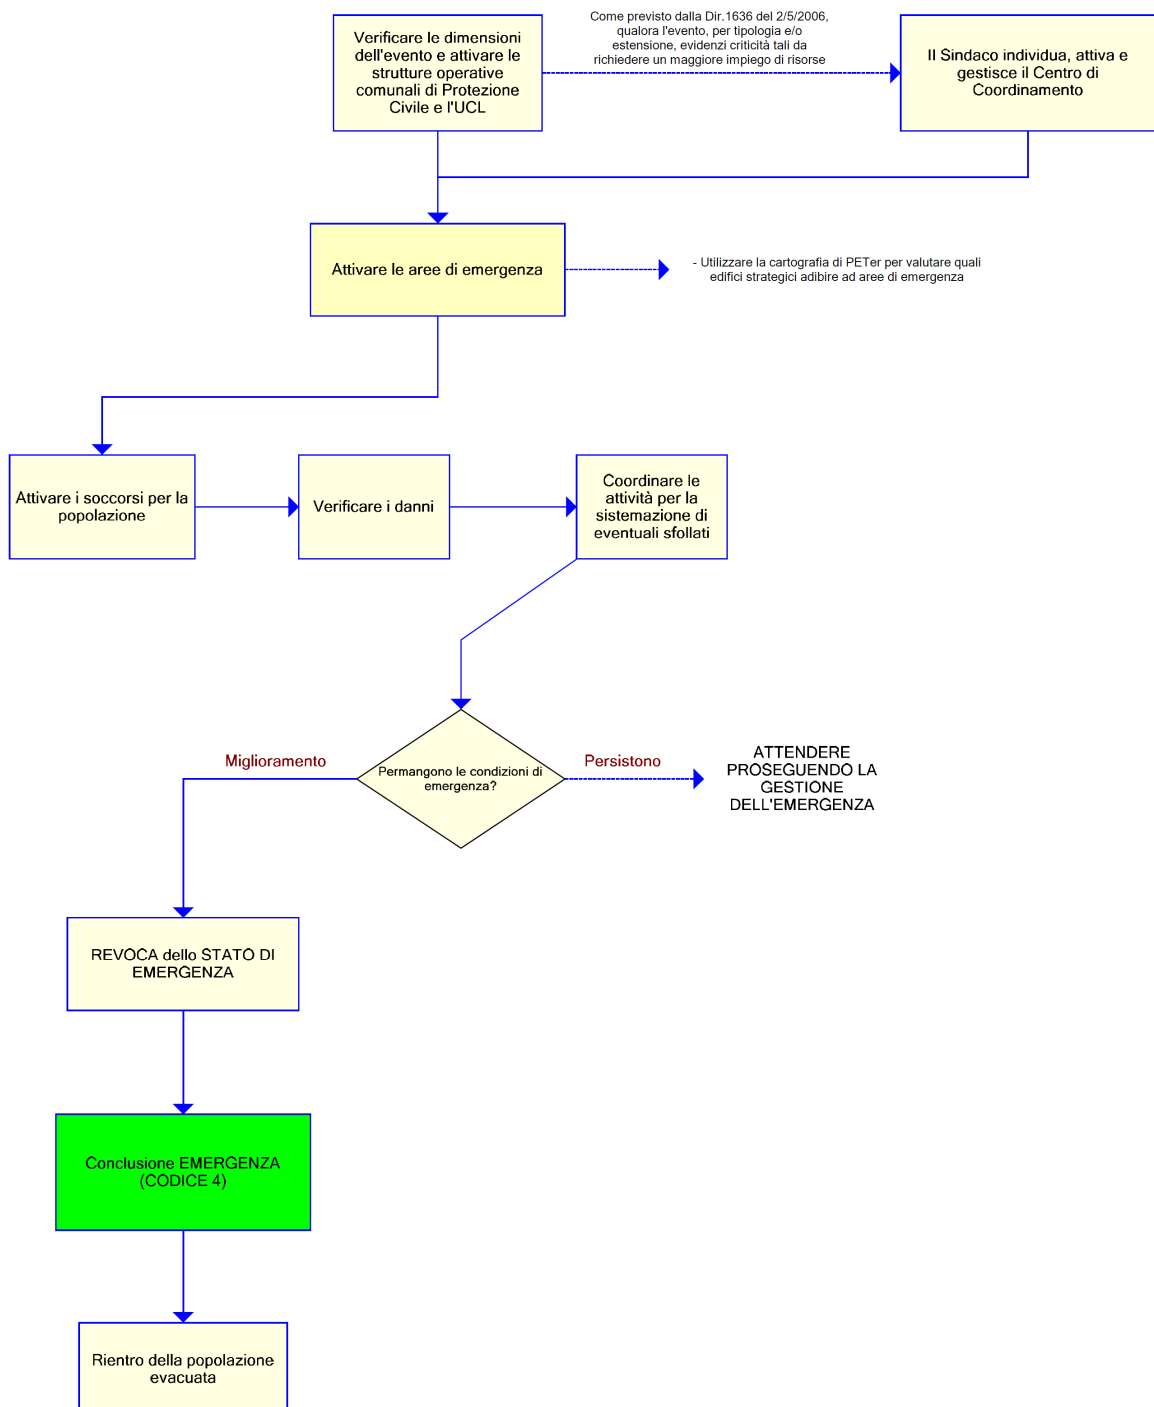 Verificare le dimensioni
dell'evento e attivare le
strutture operative
comunali di Protezione
Civile e l'UCL
Come previsto dalla Dir.1636 del 2/5/2006,
qualora l'evento, per tipologia e/o
estensione, evidenzi criticità tali da
richiedere un maggiore impiego di risorse
Il Sindaco individua, attiva e
gestisce il Centro di
Coordinamento
Attivare le aree di emergenza
- Utilizzare la cartografia di PETer per valutare quali
edifici strategici adibire ad aree di emergenza
Attivare i soccorsi per la
popolazione
Verificare i danni
Coordinare le
attività per la
sistemazione di
eventuali sfollati
Miglioramento
Permangono le condizioni di
emergenza?
Persistono
ATTENDERE
PROSEGUENDO LA
GESTIONE
DELL'EMERGENZA
REVOCA dello STATO DI
EMERGENZA
Conclusione EMERGENZA
(CODICE 4)
Rientro della popolazione
evacuata